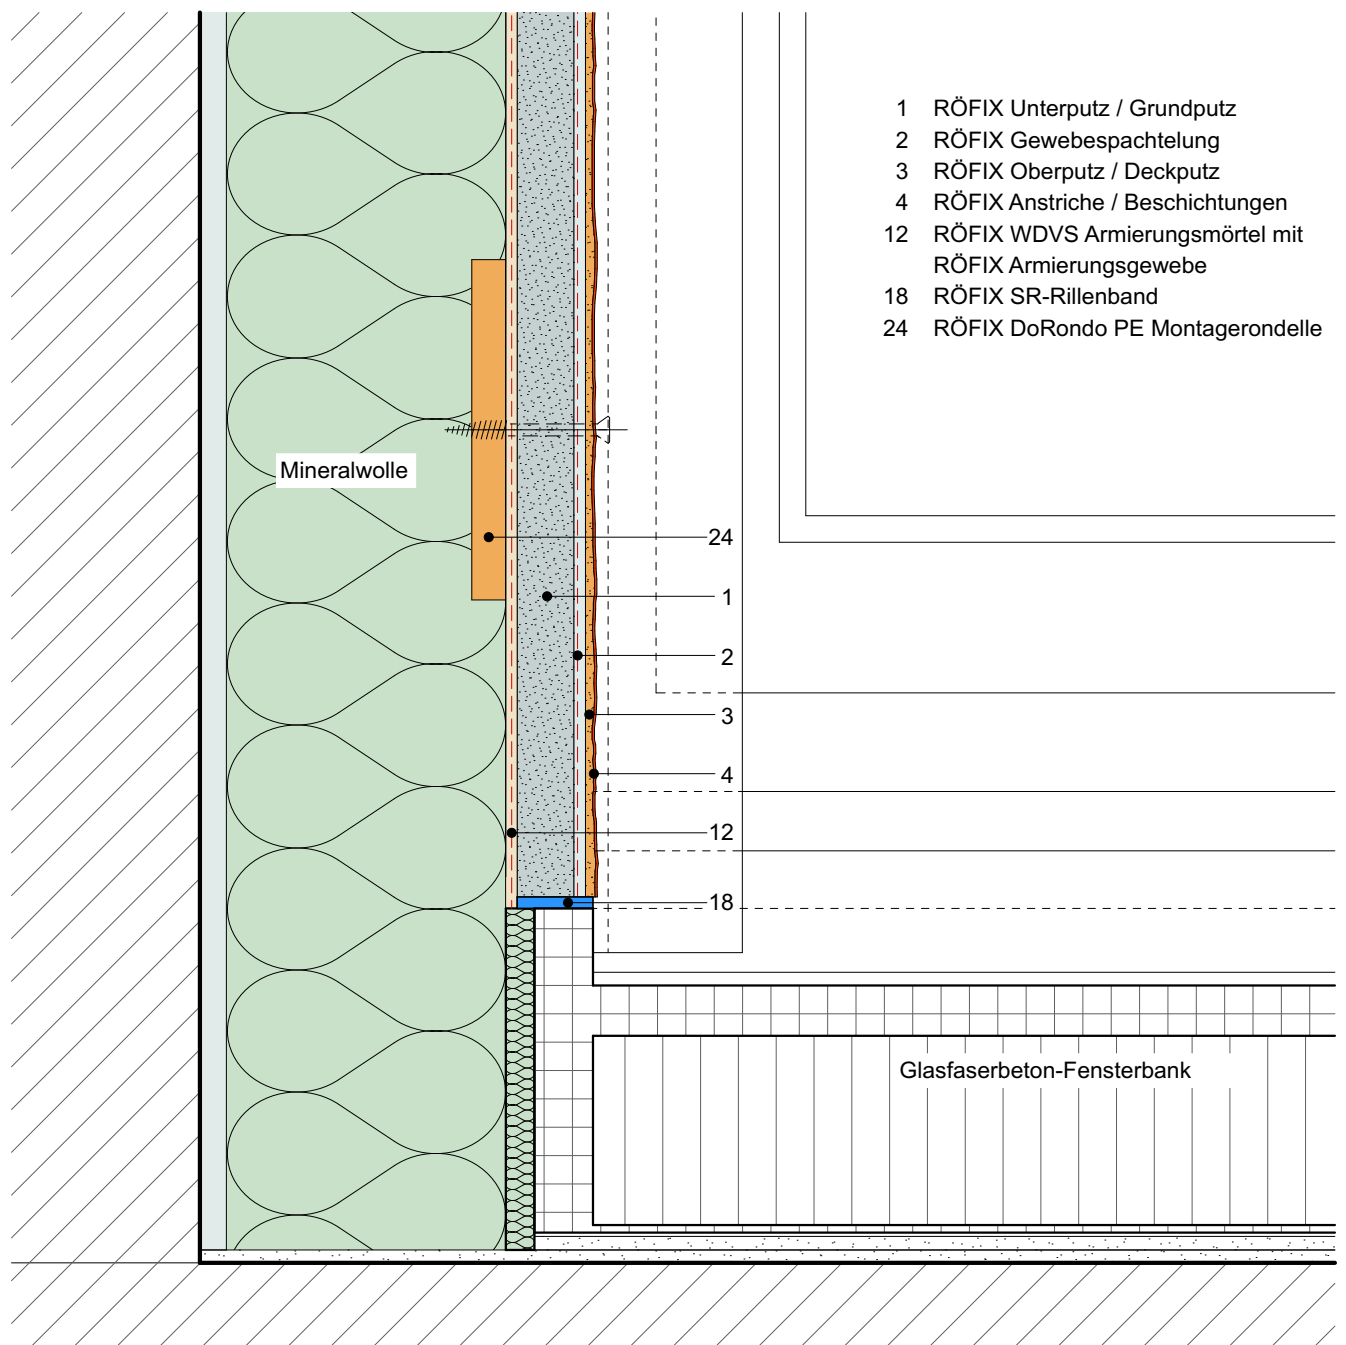 1 RÖFIX Unterputz / Grundputz
2 RÖFIX Gewebespachtelung
3 RÖFIX Oberputz / Deckputz
4 RÖFIX Anstriche / Beschichtungen
12 RÖFIX WDVS Armierungsmörtel mit
RÖFIX Armierungsgewebe
18 RÖFIX SR-Rillenband
24 RÖFIX DoRondo PE Montagerondelle
Mineralwolle
24
1
2
3
4
12
18
Glasfaserbeton-Fensterbank